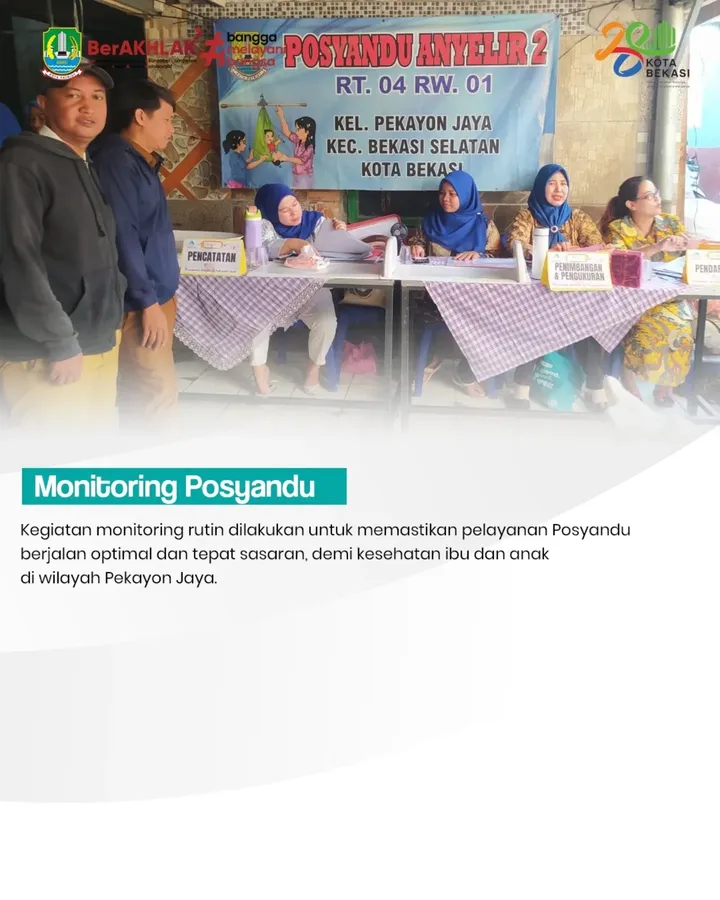 BerAKHLAK
#bangga
melayani
bangsa
KOTA
BEKASI
POSYANDU ANYELIR 2
RT. 04 RW. 01
KEL. PEKAYON JAYA
KEC. BEKASI SELATAN
KOTA BEKASI
PENCATATAN
PENIMBANGAN
& PENGUKURAN
Monitoring Posyandu
Kegiatan monitoring rutin dilakukan untuk memastikan pelayanan Posyandu
berjalan optimal dan tepat sasaran, demi kesehatan ibu dan anak
di wilayah Pekayon Jaya.